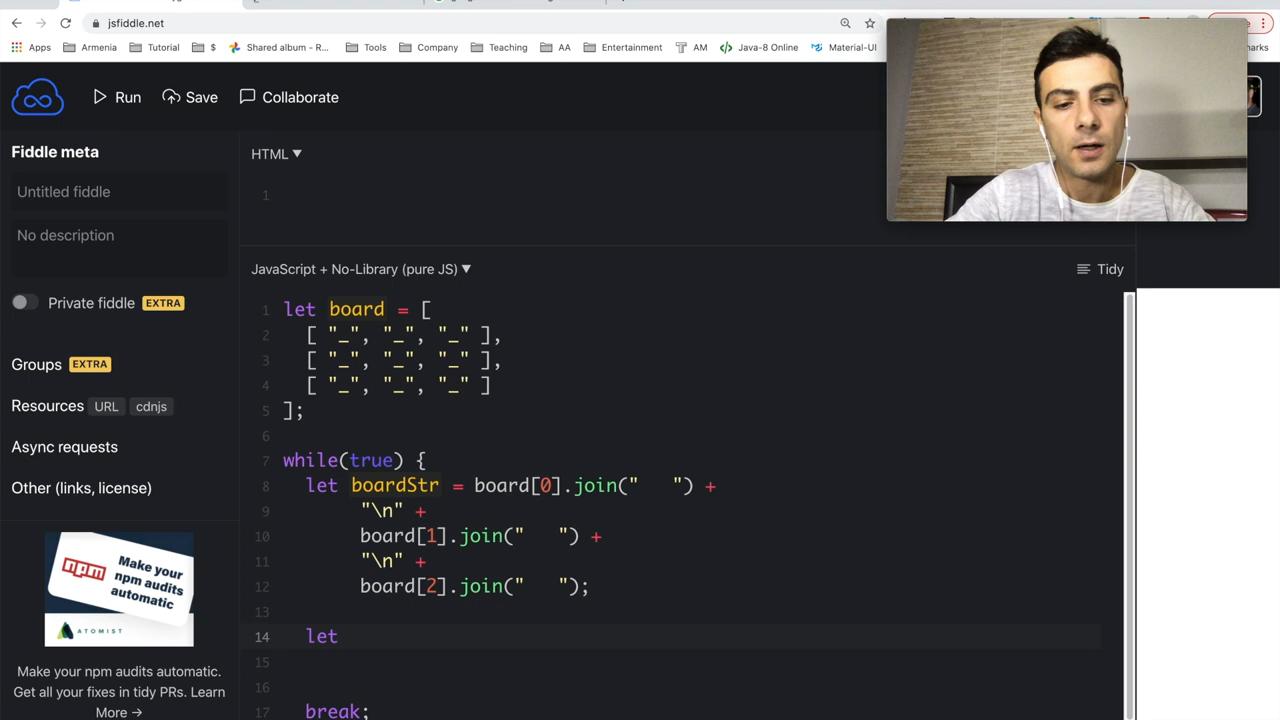 jsfiddle.net
Apps
Armenia
Tutorial
$
Shared album - R...
Tools
Company
Teaching
AA
Entertainment
AM
Java-8 Online
Material-UI
Run
Save
Collaborate
Fiddle meta
Untitled fiddle
No description
Private fiddle EXTRA
Groups EXTRA
Resources URL cdnjs
Async requests
Other (links, license)
npm
Make your
npm audits
automatic
ATOMIST
Make your npm audits automatic.
Get all your fixes in tidy PRs. Learn
More →
HTML ▼
1
JavaScript + No-Library (pure JS) ▼
Tidy
1 let board = [
2 [ "_", "_", "_" ],
3 [ "_", "_", "_" ],
4 [ "_", "_", "_" ]
5 ];
6
7 while(true) {
8 let boardStr = board[0].join("   ") +
9 "\n" +
10 board[1].join("   ") +
11 "\n" +
12 board[2].join("   ");
13
14 let
15
16
17 break;